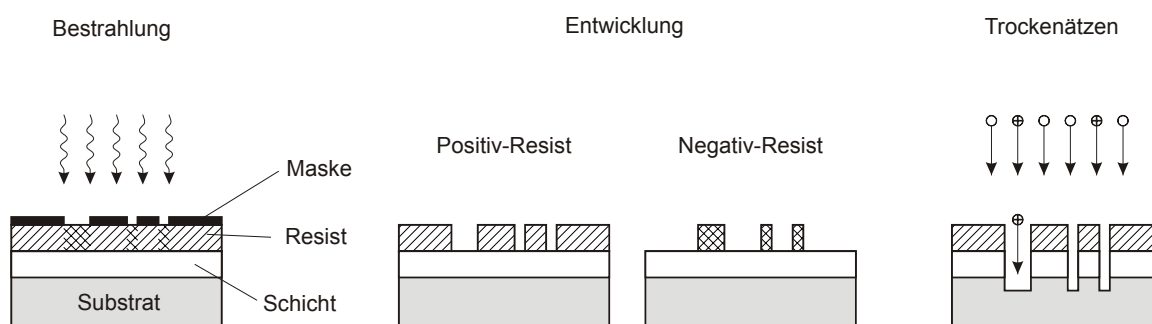 Bestrahlung
Entwicklung
Trockenätzen
Positiv-Resist
Negativ-Resist
Maske
Resist
Schicht
Substrat